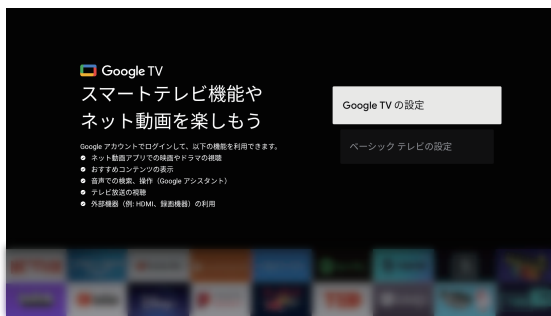 Google TV
スマートテレビ機能や
ネット動画を楽しもう
Google アカウントでログインして、以下の機能を利用できます。
ネット動画アプリでの映画やドラマの視聴
おすすめコンテンツの表示
音声での検索、操作（Google アシスタント）
テレビ放送の視聴
外部機器（例: HDMI、録画機器）の利用
Google TV の設定
ベーシック テレビの設定